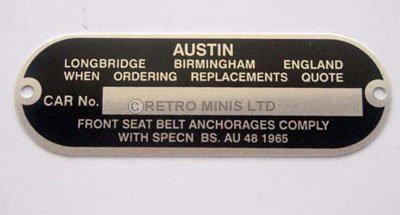 AUSTIN
LONGBRIDGE BIRMINGHAM ENGLAND
WHEN ORDERING REPLACEMENTS QUOTE
CAR No. ©RETRO MINIS LTD
FRONT SEAT BELT ANCHORAGES COMPLY
WITH SPECN BS. AU 48 1965